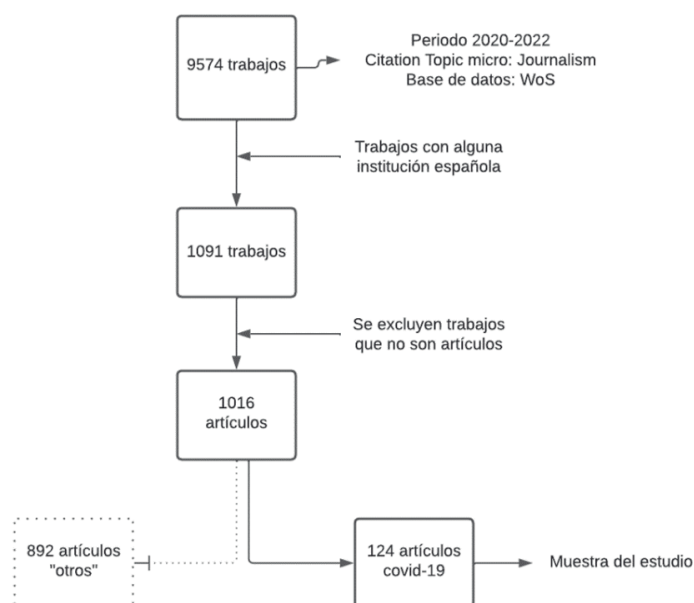 9574 trabajos
Periodo 2020-2022
Citation Topic micro: Journalism
Base de datos: WoS
Trabajos con alguna
institución española
1091 trabajos
Se excluyen trabajos
que no son artículos
1016
artículos
892 artículos
"otros"
124 artículos
covid-19
Muestra del estudio